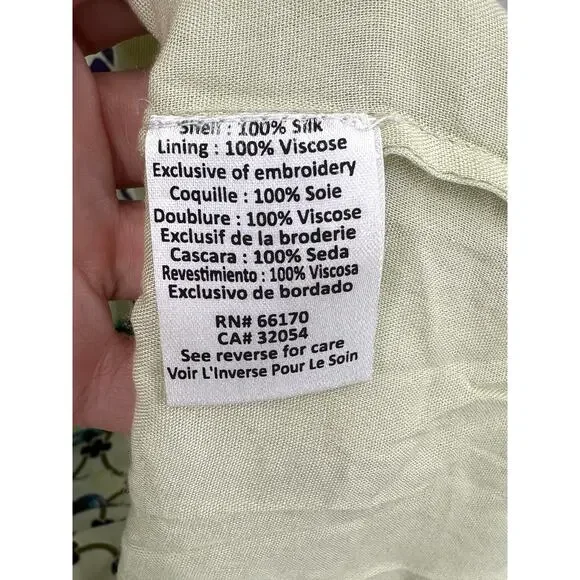 Shell : 100% Silk
Lining : 100% Viscose
Exclusive of embroidery
Coquille : 100% Soie
Doublure : 100% Viscose
Exclusif de la broderie
Cascara : 100% Seda
Revestimiento : 100% Viscosa
Exclusivo de bordado
RN# 66170
CA# 32054
See reverse for care
Voir L'Inverse Pour Le Soin